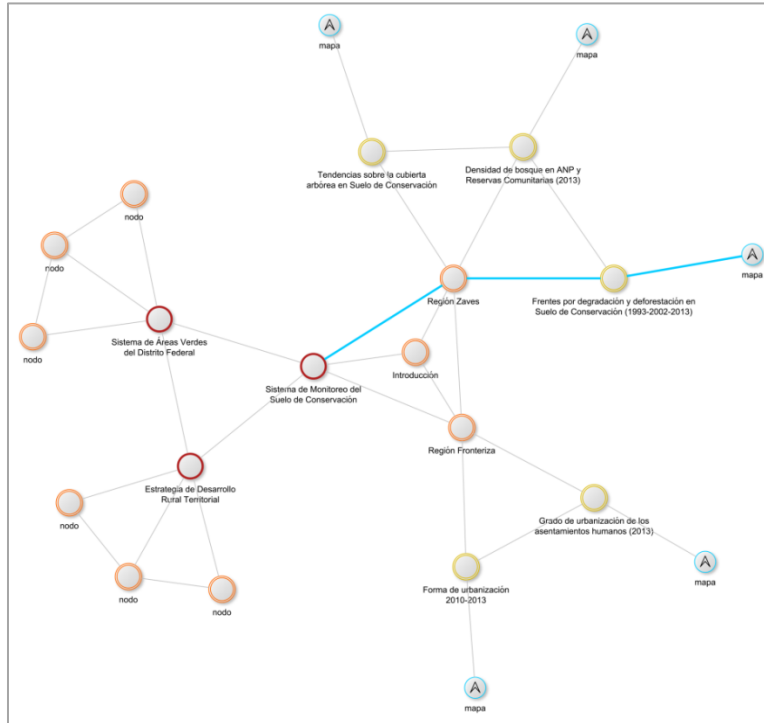 mapa
mapa
Tendencias sobre la cubierta
arbórea en Suelo de Conservación
Densidad de bosque en ANP y
Reservas Comunitarias (2013)
nodo
nodo
mapa
Región Zaves
Frentes por degradación y deforestación en
Suelo de Conservación (1993-2002-2013)
Sistema de Áreas Verdes
del Distrito Federal
nodo
Introducción
Sistema de Monitoreo del
Suelo de Conservación
Región Fronteriza
Estrategia de Desarrollo
Rural Territorial
nodo
Grado de urbanización de los
asentamientos humanos (2013)
mapa
Forma de urbanización
2010-2013
nodo
nodo
mapa